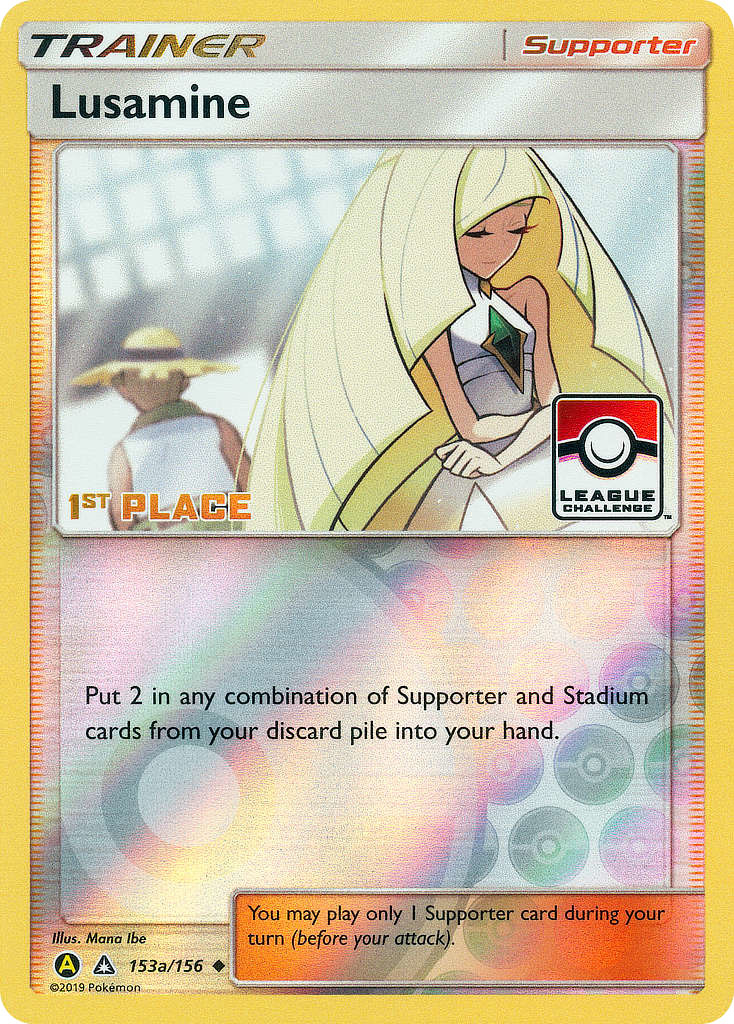 TRAINER
Supporter
Lusamine
1ST PLACE
LEAGUE
CHALLENGE
TM
Put 2 in any combination of Supporter and Stadium
cards from your discard pile into your hand.
You may play only 1 Supporter card during your
turn (before your attack).
Illus. Mana Ibe
A
153a/156
©2019 Pokémon